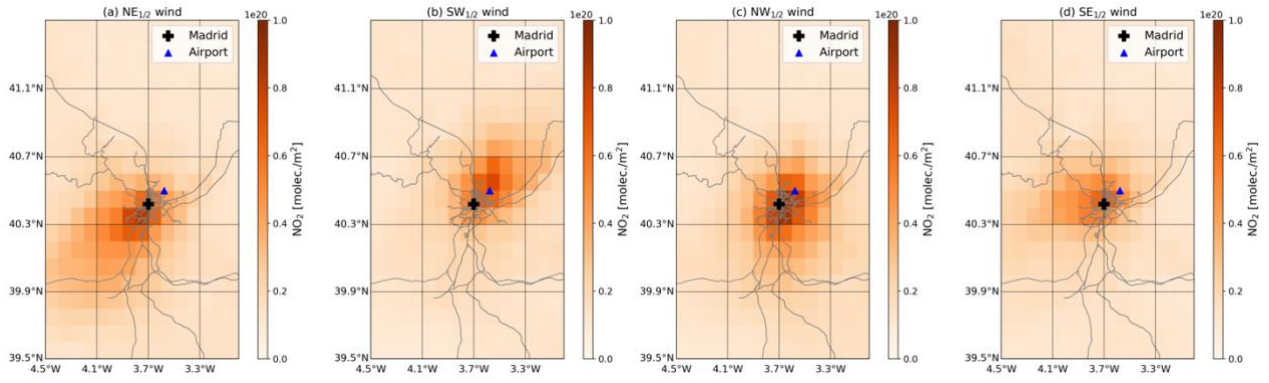 (a) NE1/2 wind
1e20
1.0
Madrid
Airport
41.1°N
0.8
40.7°N
0.6
40.3°N
0.4
39.9°N
0.2
39.5°N
0.0
4.5°W 4.1°W 3.7°W 3.3°W
NO2 [molec./m2]
(b) SW1/2 wind
1e20
1.0
Madrid
Airport
41.1°N
0.8
40.7°N
0.6
40.3°N
0.4
39.9°N
0.2
39.5°N
0.0
4.5°W 4.1°W 3.7°W 3.3°W
NO2 [molec./m2]
(c) NW1/2 wind
1e20
1.0
Madrid
Airport
41.1°N
0.8
40.7°N
0.6
40.3°N
0.4
39.9°N
0.2
39.5°N
0.0
4.5°W 4.1°W 3.7°W 3.3°W
NO2 [molec./m2]
(d) SE1/2 wind
1e20
1.0
Madrid
Airport
41.1°N
0.8
40.7°N
0.6
40.3°N
0.4
39.9°N
0.2
39.5°N
0.0
4.5°W 4.1°W 3.7°W 3.3°W
NO2 [molec./m2]